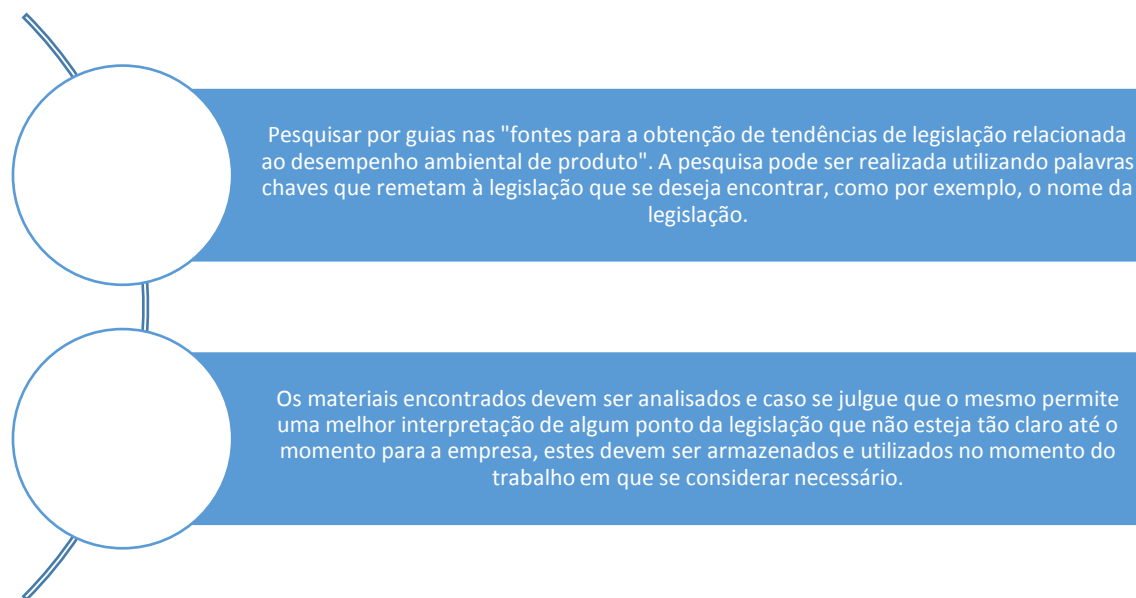 Pesquisar por guias nas "fontes para a obtenção de tendências de legislação relacionada
ao desempenho ambiental de produto". A pesquisa pode ser realizada utilizando palavras
chaves que remetam à legislação que se deseja encontrar, como por exemplo, o nome da
legislação.
Os materiais encontrados devem ser analisados e caso se julgue que o mesmo permite
uma melhor interpretação de algum ponto da legislação que não esteja tão claro até o
momento para a empresa, estes devem ser armazenados e utilizados no momento do
trabalho em que se considerar necessário.